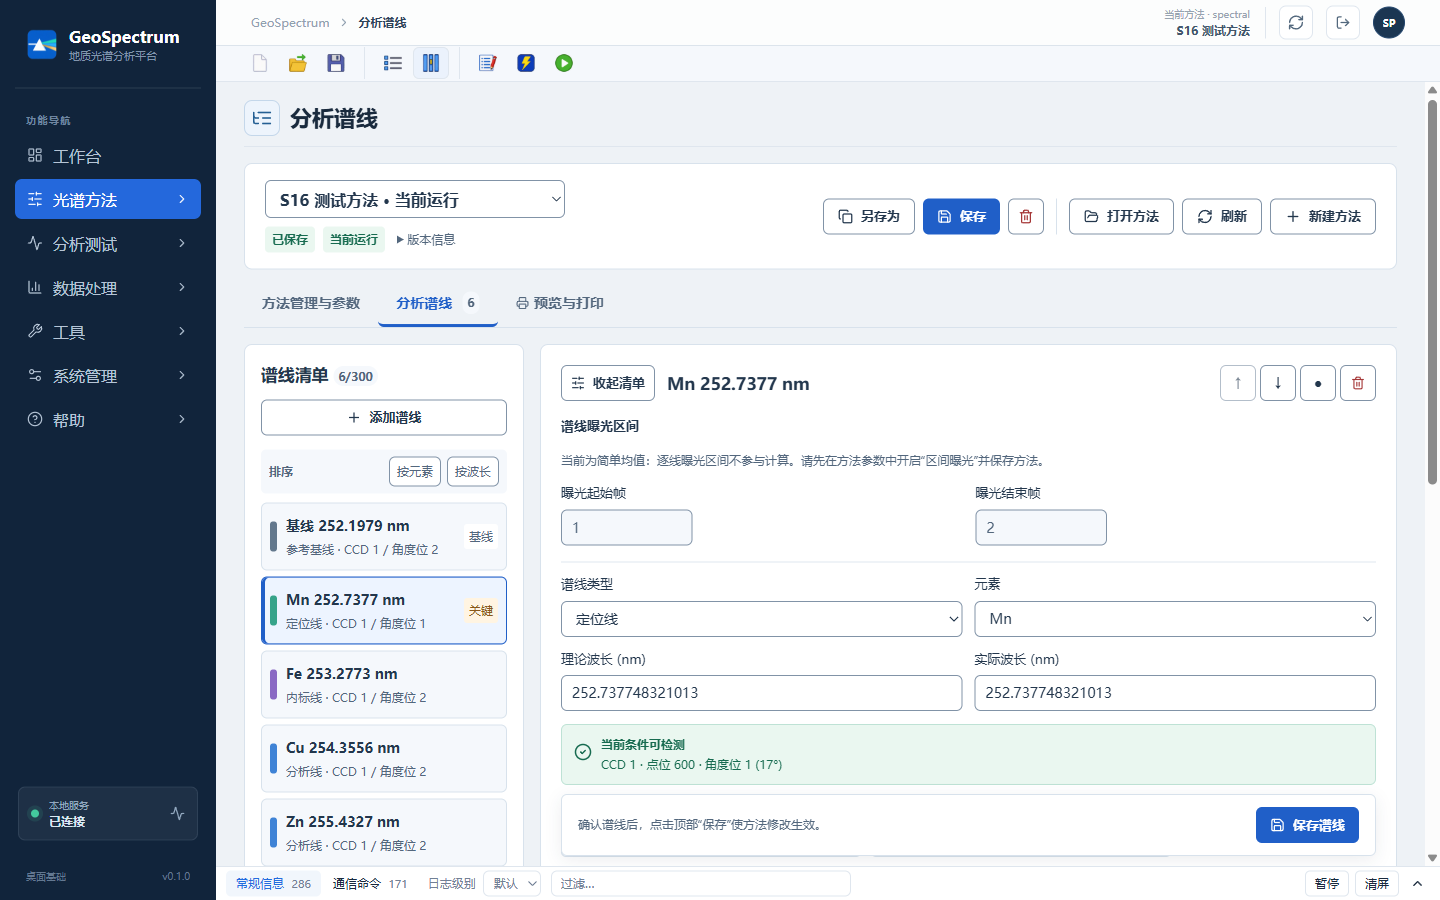 GeoSpectrum
地质光谱分析平台
功能导航
工作台
光谱方法
分析测试
数据处理
工具
系统管理
帮助
本地服务
已连接
桌面基础 v0.1.0
GeoSpectrum > 分析谱线
当前方法 · spectral
S16 测试方法
SP
分析谱线
S16 测试方法 • 当前运行
已保存 当前运行 版本信息
另存为 保存 打开方法 刷新 + 新建方法
方法管理与参数 分析谱线 6 预览与打印
谱线清单 6/300
+ 添加谱线
排序 按元素 按波长
基线 252.1979 nm
参考基线 · CCD 1 / 角度位 2
基线
Mn 252.7377 nm
定位线 · CCD 1 / 角度位 1
关键
Fe 253.2773 nm
内标线 · CCD 1 / 角度位 2
Cu 254.3556 nm
分析线 · CCD 1 / 角度位 2
Zn 255.4327 nm
分析线 · CCD 1 / 角度位 2
收起清单 Mn 252.7377 nm ↑ ↓ ●
谱线曝光区间
当前为简单均值：逐线曝光区间不参与计算。请先在方法参数中开启“区间曝光”并保存方法。
曝光起始帧 曝光结束帧
1 2
谱线类型 元素
定位线 Mn
理论波长 (nm) 实际波长 (nm)
252.737748321013 252.737748321013
当前条件可检测
CCD 1 · 点位 600 · 角度位 1 (17°)
确认谱线后，点击顶部“保存”使方法修改生效。 保存谱线
常规信息 286 通信命令 171 日志级别 默认 过滤... 暂停 清屏